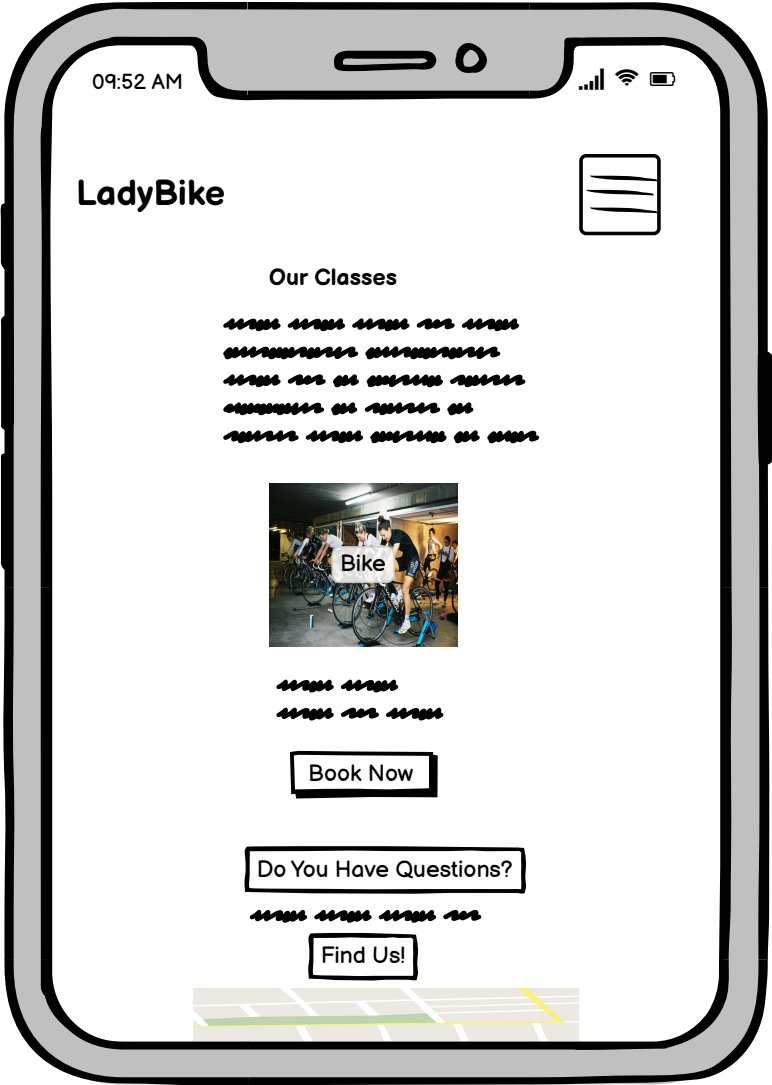 09:52 AM
LadyBike
Our Classes
Bike
Book Now
Do You Have Questions?
Find Us!